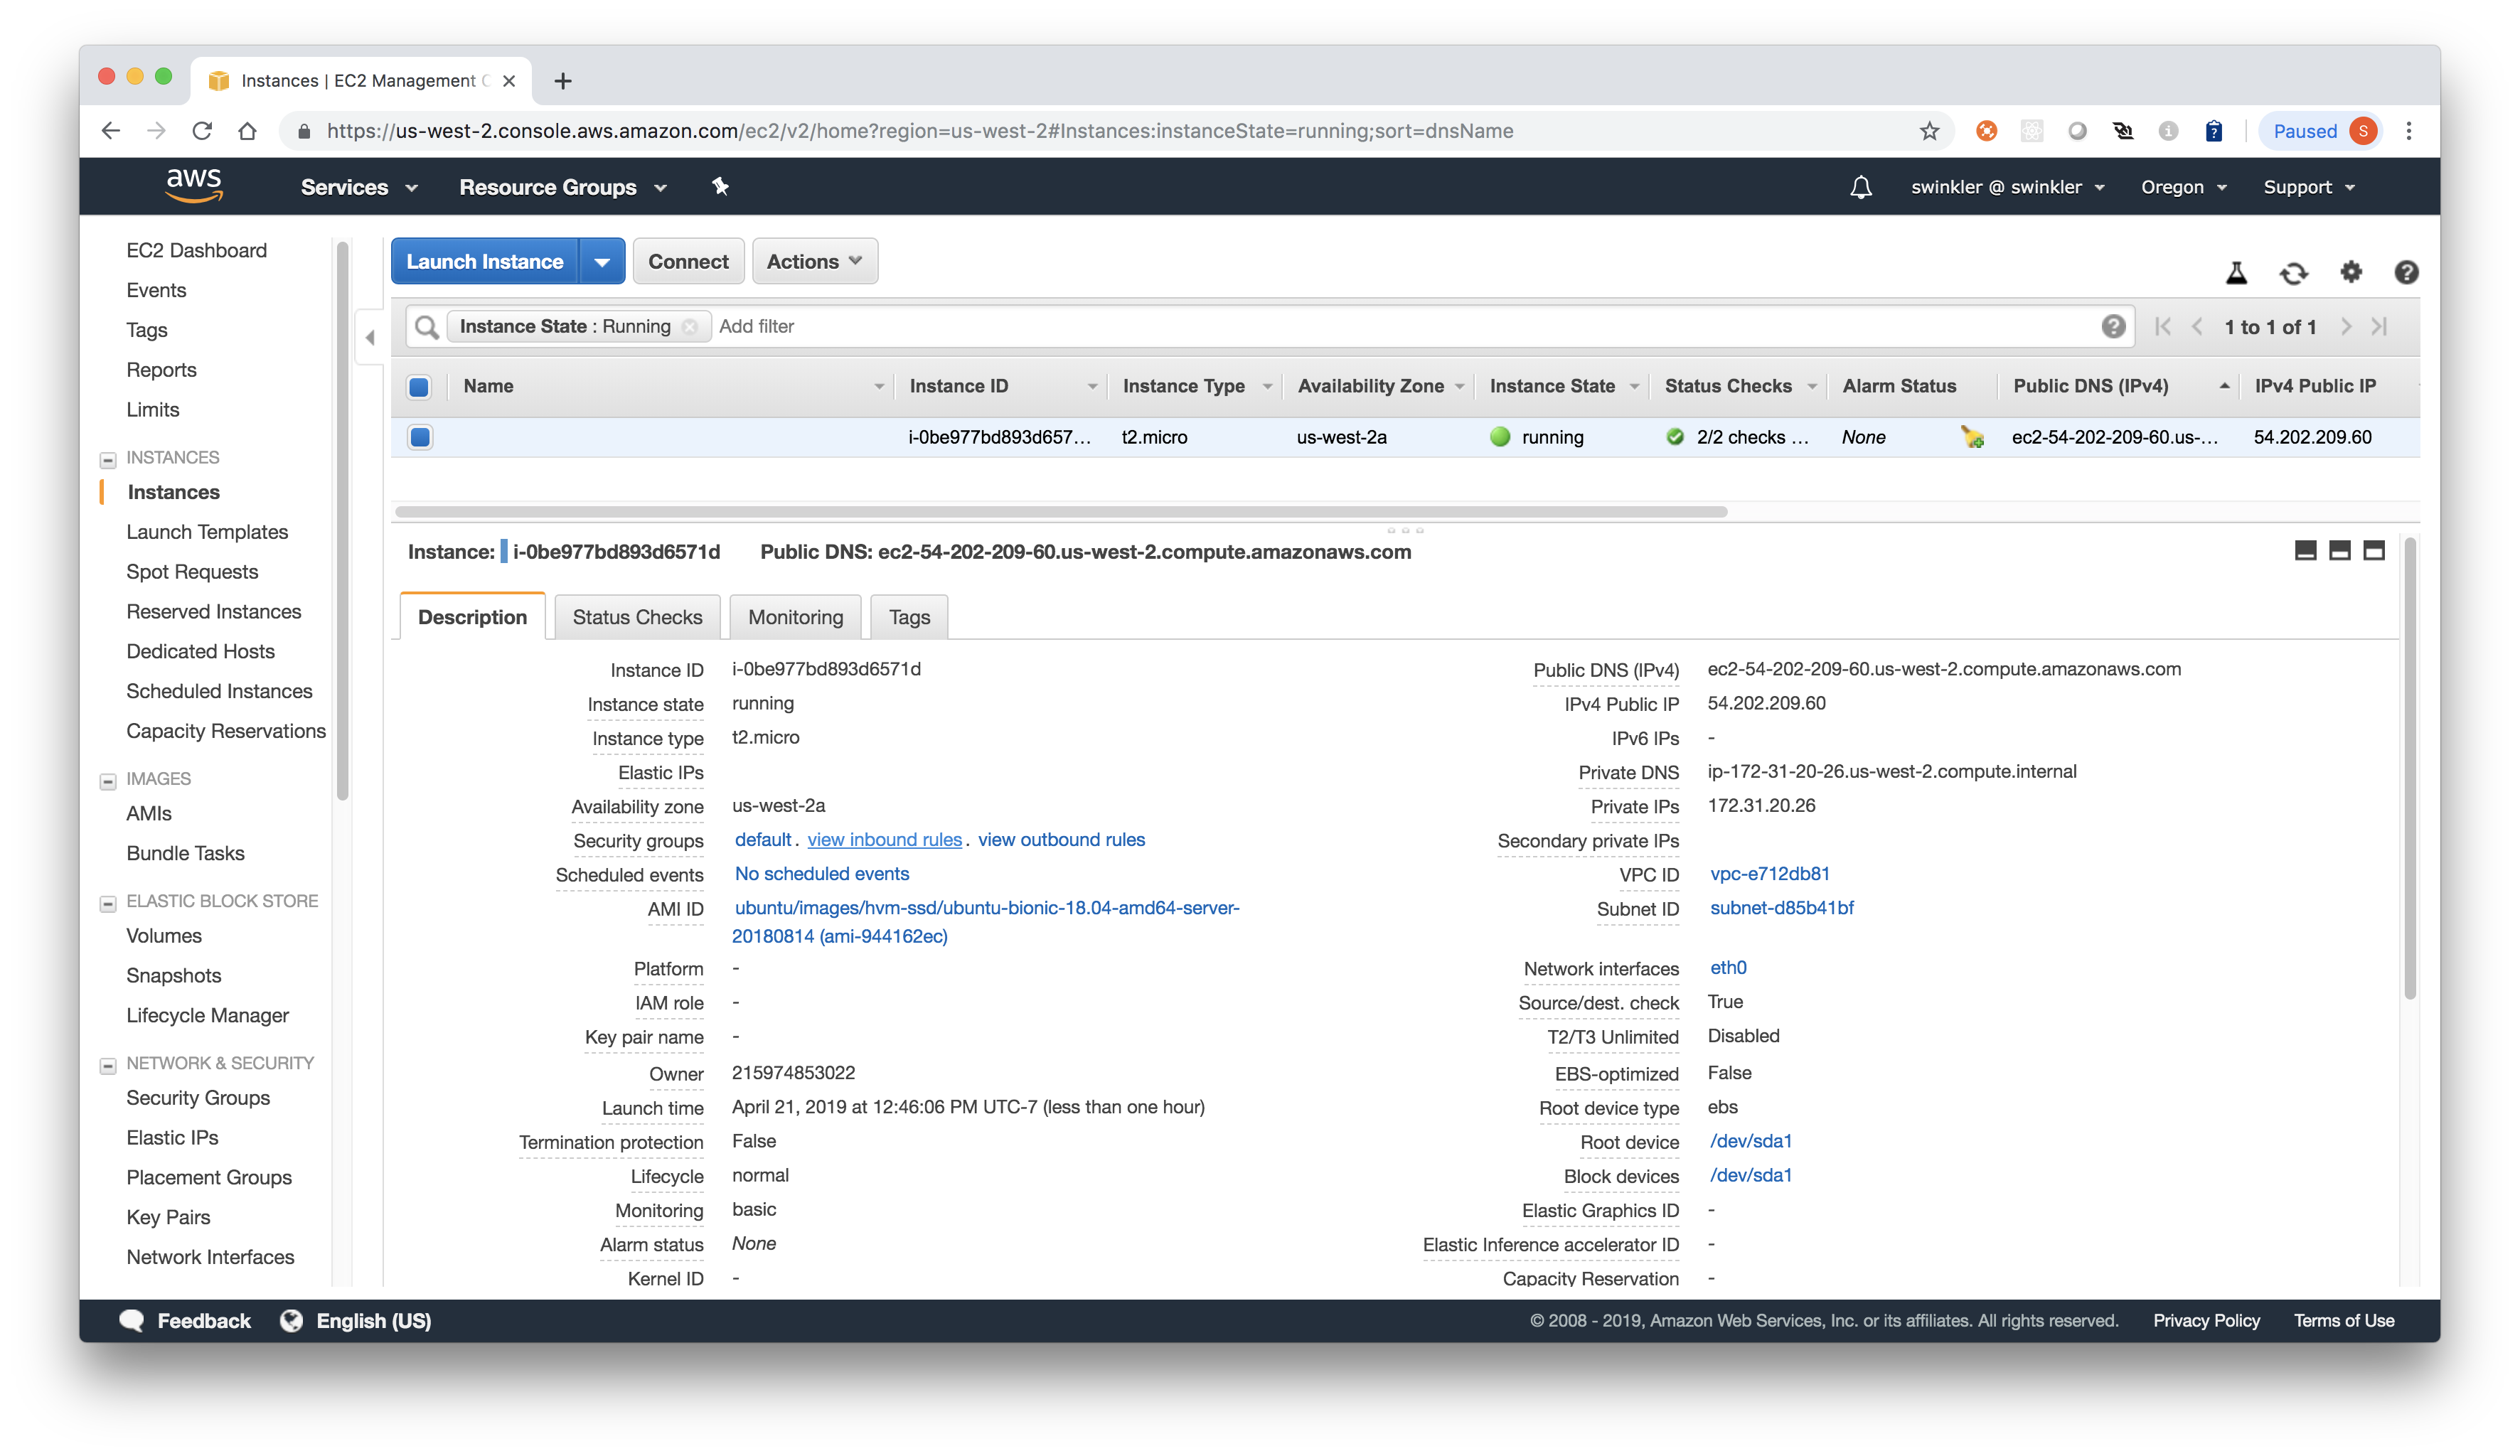 Instances | EC2 Management C
https://us-west-2.console.aws.amazon.com/ec2/v2/home?region=us-west-2#Instances:instanceState=running;sort=dnsName
Paused S
aws Services Resource Groups swinkler @ swinkler Oregon Support
EC2 Dashboard
Events
Tags
Reports
Limits
INSTANCES
Instances
Launch Templates
Spot Requests
Reserved Instances
Dedicated Hosts
Scheduled Instances
Capacity Reservations
IMAGES
AMIs
Bundle Tasks
ELASTIC BLOCK STORE
Volumes
Snapshots
Lifecycle Manager
NETWORK & SECURITY
Security Groups
Elastic IPs
Placement Groups
Key Pairs
Network Interfaces
Launch Instance Connect Actions
Instance State : Running Add filter 1 to 1 of 1
Name Instance ID Instance Type Availability Zone Instance State Status Checks Alarm Status Public DNS (IPv4) IPv4 Public IP
i-0be977bd893d657... t2.micro us-west-2a running 2/2 checks ... None ec2-54-202-209-60.us-... 54.202.209.60
Instance: i-0be977bd893d6571d Public DNS: ec2-54-202-209-60.us-west-2.compute.amazonaws.com
Description Status Checks Monitoring Tags
Instance ID i-0be977bd893d6571d
Instance state running
Instance type t2.micro
Elastic IPs
Availability zone us-west-2a
Security groups default. view inbound rules. view outbound rules
Scheduled events No scheduled events
AMI ID ubuntu/images/hvm-ssd/ubuntu-bionic-18.04-amd64-server-
20180814 (ami-944162ec)
Platform -
IAM role -
Key pair name -
Owner 215974853022
Launch time April 21, 2019 at 12:46:06 PM UTC-7 (less than one hour)
Termination protection False
Lifecycle normal
Monitoring basic
Alarm status None
Kernel ID -
Public DNS (IPv4) ec2-54-202-209-60.us-west-2.compute.amazonaws.com
IPv4 Public IP 54.202.209.60
IPv6 IPs -
Private DNS ip-172-31-20-26.us-west-2.compute.internal
Private IPs 172.31.20.26
Secondary private IPs
VPC ID vpc-e712db81
Subnet ID subnet-d85b41bf
Network interfaces eth0
Source/dest. check True
T2/T3 Unlimited Disabled
EBS-optimized False
Root device type ebs
Root device /dev/sda1
Block devices /dev/sda1
Elastic Graphics ID -
Elastic Inference accelerator ID -
Capacity Reservation -
Feedback English (US) © 2008 - 2019, Amazon Web Services, Inc. or its affiliates. All rights reserved. Privacy Policy Terms of Use